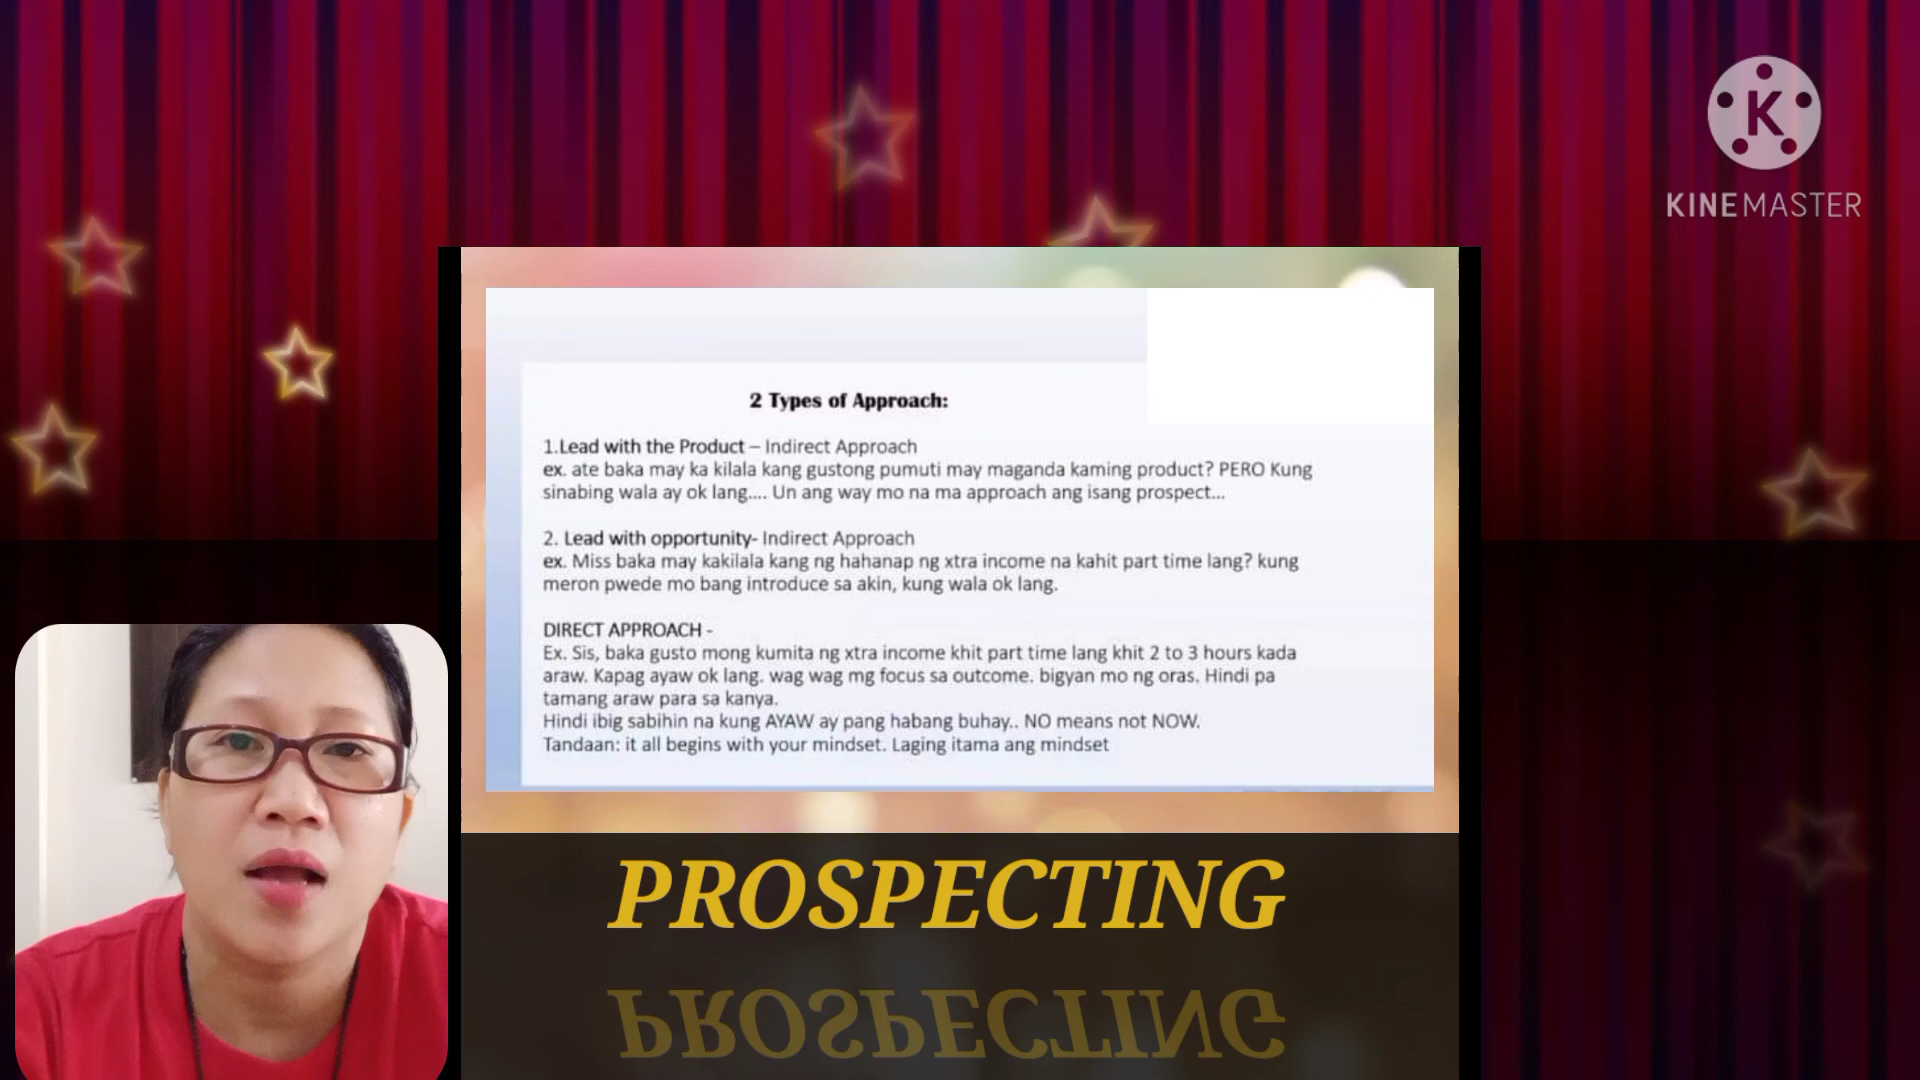 K
KINEMASTER
2 Types of Approach:
1.Lead with the Product – Indirect Approach
ex. ate baka may ka kilala kang gustong pumuti may maganda kaming product? PERO Kung
sinabing wala ay ok lang.... Un ang way mo na ma approach ang isang prospect...
2. Lead with opportunity- Indirect Approach
ex. Miss baka may kakilala kang ng hahanap ng xtra income na kahit part time lang? kung
meron pwede mo bang introduce sa akin, kung wala ok lang.
DIRECT APPROACH -
Ex. Sis, baka gusto mong kumita ng xtra income khit part time lang khit 2 to 3 hours kada
araw. Kapag ayaw ok lang. wag wag mg focus sa outcome. bigyan mo ng oras. Hindi pa
tamang araw para sa kanya.
Hindi ibig sabihin na kung AYAW ay pang habang buhay.. NO means not NOW.
Tandaan: it all begins with your mindset. Laging itama ang mindset
PROSPECTING
PROSPECTING